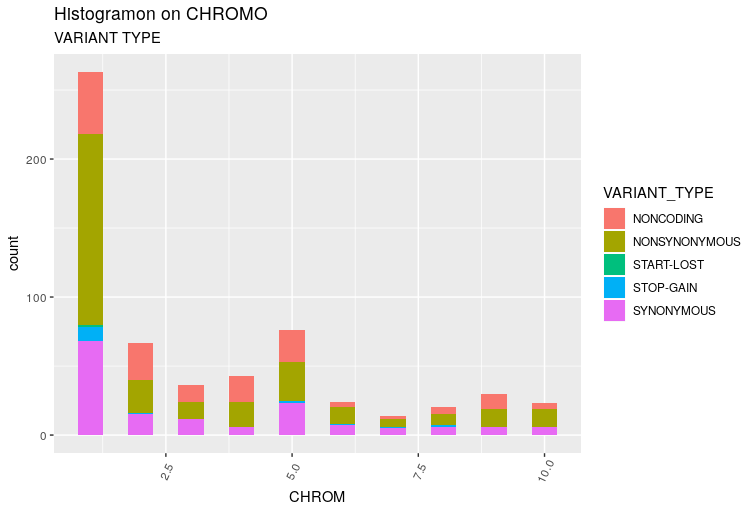 Histogramon on CHROMO
VARIANT TYPE
200
100
0
count
2.5
5.0
7.5
10.0
CHROM
VARIANT_TYPE
NONCODING
NONSYNONYMOUS
START-LOST
STOP-GAIN
SYNONYMOUS